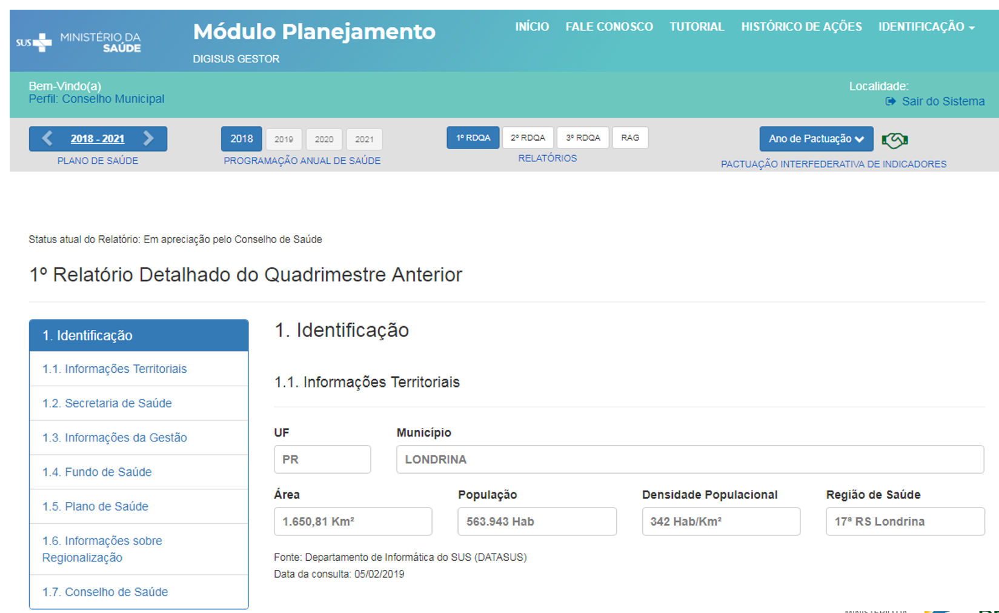 SUS MINISTÉRIO DA SAÚDE
Módulo Planejamento
DIGISUS GESTOR
INÍCIO FALE CONOSCO TUTORIAL HISTÓRICO DE AÇÕES IDENTIFICAÇÃO
Bem-Vindo(a)
Perfil: Conselho Municipal
Localidade:
Sair do Sistema
2018 - 2021
PLANO DE SAÚDE
2018 2019 2020 2021
PROGRAMAÇÃO ANUAL DE SAÚDE
1º RDQA 2º RDQA 3º RDQA RAG
RELATÓRIOS
Ano de Pactuação
PACTUAÇÃO INTERFEDERATIVA DE INDICADORES
Status atual do Relatório: Em apreciação pelo Conselho de Saúde
1º Relatório Detalhado do Quadrimestre Anterior
1. Identificação
1.1. Informações Territoriais
1.2. Secretaria de Saúde
1.3. Informações da Gestão
1.4. Fundo de Saúde
1.5. Plano de Saúde
1.6. Informações sobre
Regionalização
1.7. Conselho de Saúde
1. Identificação
1.1. Informações Territoriais
UF Município
PR LONDRINA
Área População Densidade Populacional Região de Saúde
1.650,81 Km² 563.943 Hab 342 Hab/Km² 17ª RS Londrina
Fonte: Departamento de Informática do SUS (DATASUS)
Data da consulta: 05/02/2019